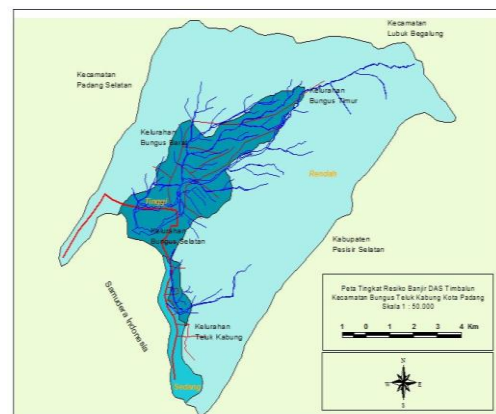 Kecamatan
Lubuk Begalung
Kecamatan
Padang Selatan
Kelurahan
Bungus Timur
Kelurahan
Bungus Barat
Rendah
Tinggi
Kelurahan
Bungus Selatan
Kabupaten
Pesisir Selatan
Samudera Indonesia
Peta Tingkat Resiko Banjir DAS Timbalun
Kecamatan Bungus Teluk Kabung Kota Padang
Skala 1 : 50.000
1 0 1 2 3 4 Km
Kelurahan
Teluk Kabung
Sedang
N
W E
S